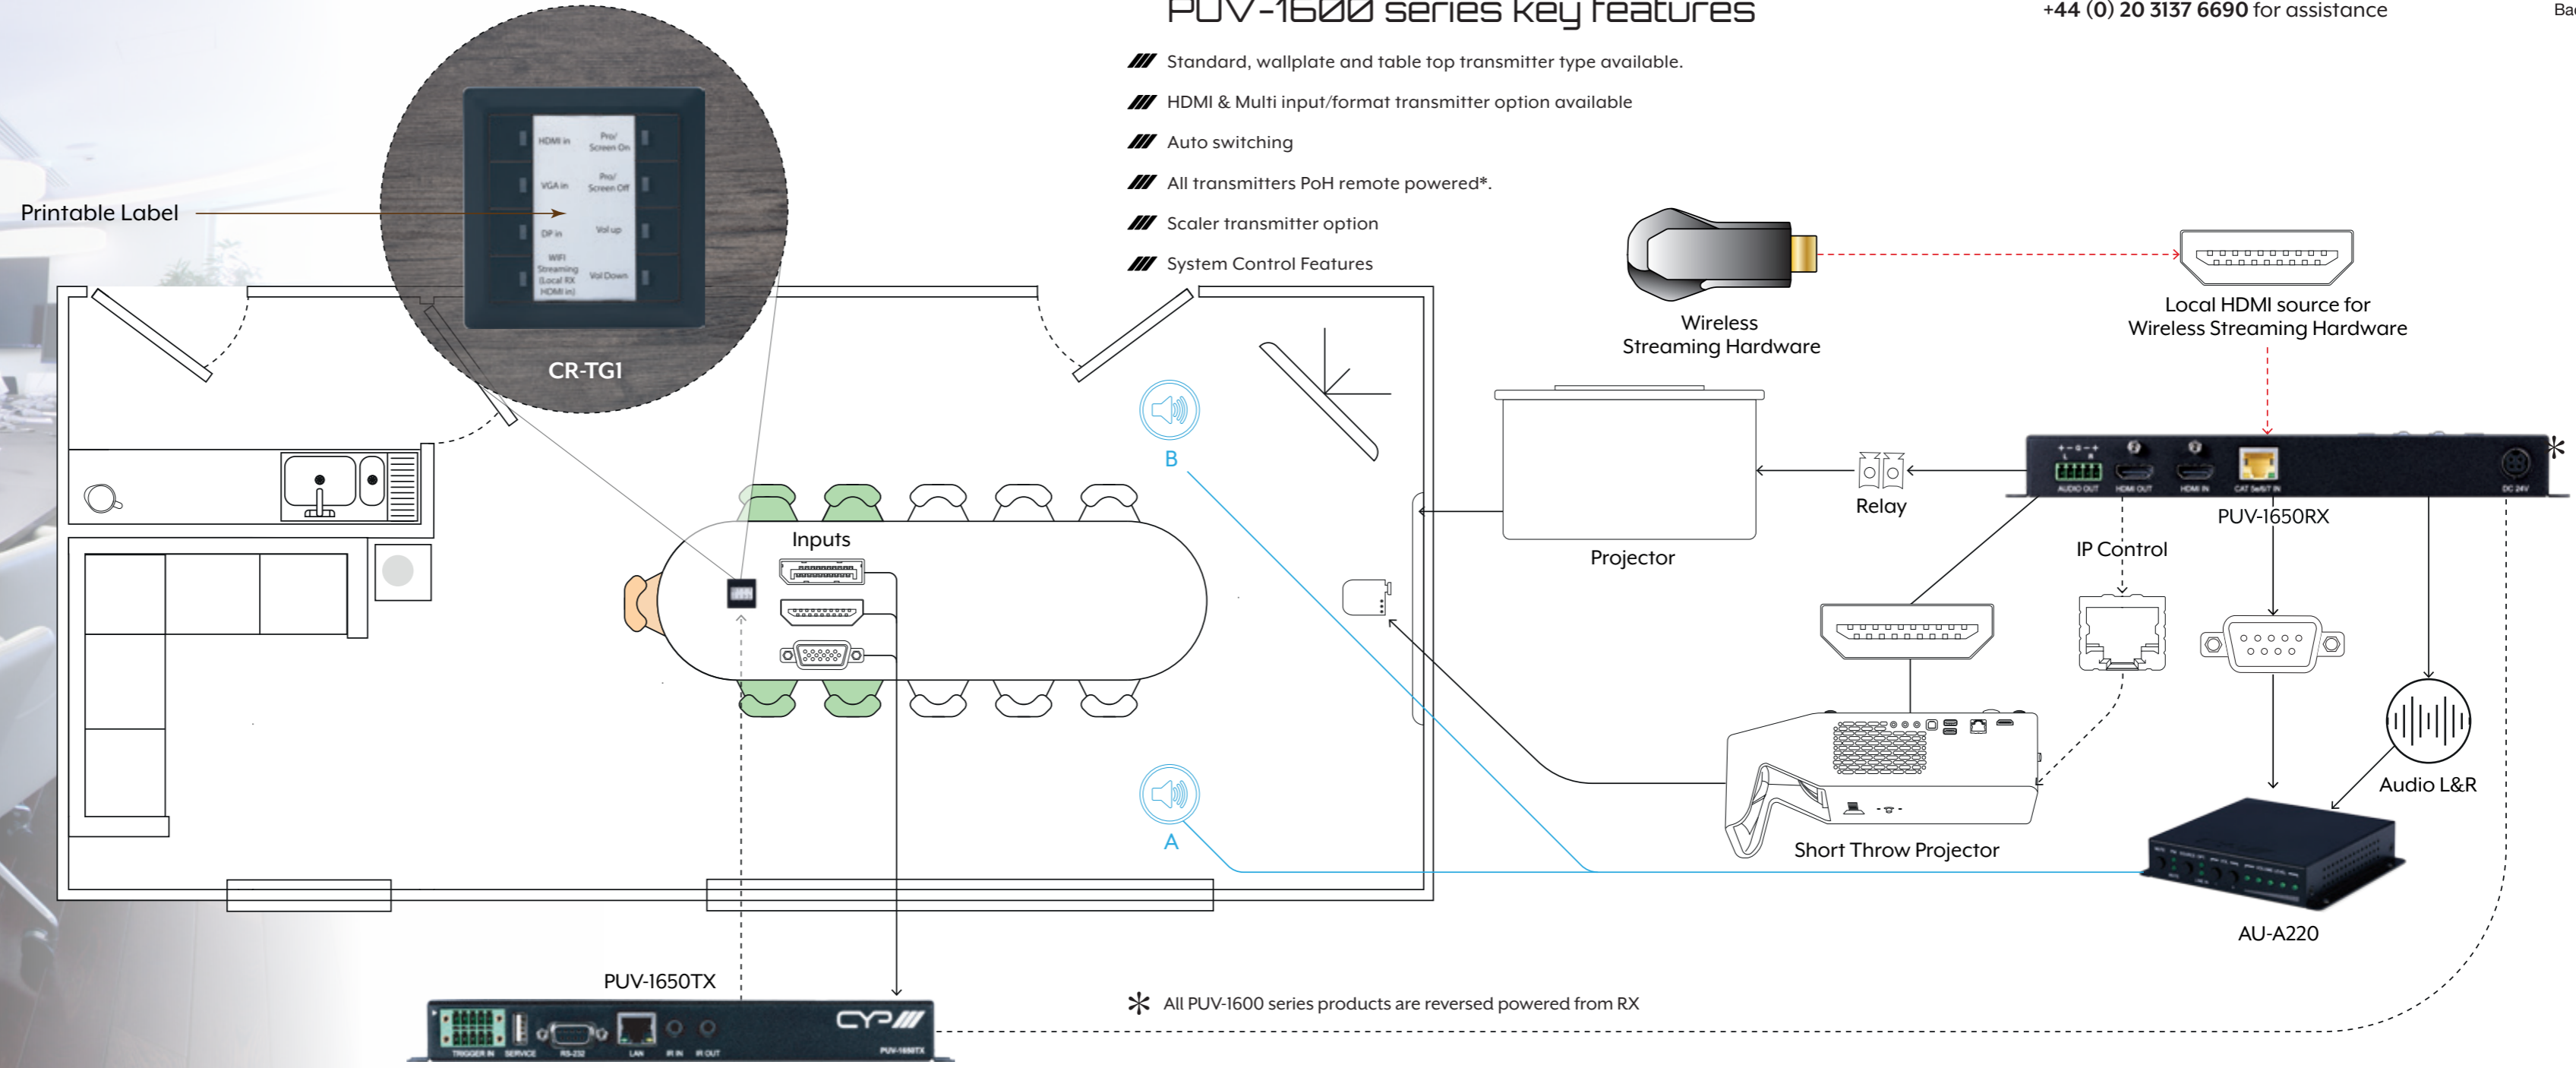 PUV-1600 series key features
+44 (0) 20 3137 6690 for assistance
Standard, wallplate and table top transmitter type available.
HDMI & Multi input/format transmitter option available
Auto switching
All transmitters PoH remote powered*.
Scaler transmitter option
System Control Features
Printable Label
HDMI in
Pro/
Screen On
VGA in
Pro/
Screen Off
DP in
Vol up
WIFI
Streaming
(Local RX
HDMI in)
Vol Down
CR-TG1
Wireless
Streaming Hardware
Local HDMI source for
Wireless Streaming Hardware
B
Relay
Projector
+ - G - +
L R
AUDIO OUT
HDMI OUT
HDMI IN
CAT 5e/6/7 IN
DC 24V
*
PUV-1650RX
IP Control
Inputs
Audio L&R
A
Short Throw Projector
AU-A220
PUV-1650TX
TRIGGER IN
SERVICE
RS-232
LAN
IR IN
IR OUT
CYP
PUV-1650TX
* All PUV-1600 series products are reversed powered from RX